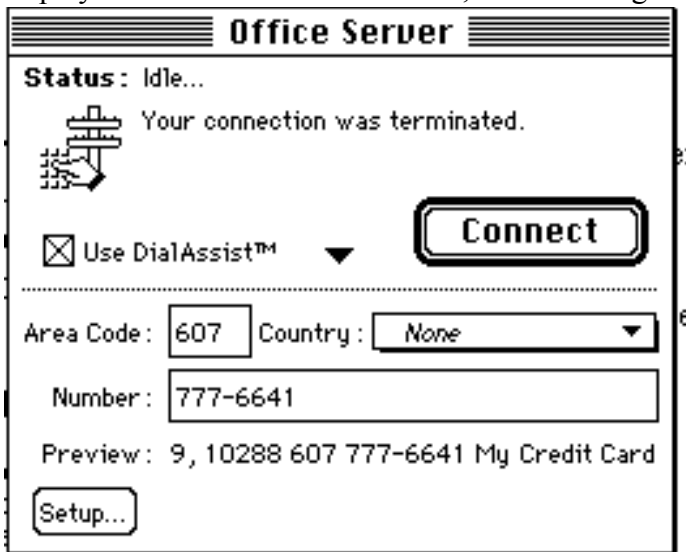 Office Server
Status: Idle...
Your connection was terminated.
Connect
Use DialAssist™
Area Code: 607 Country: None
Number: 777-6641
Preview: 9, 10288 607 777-6641 My Credit Card
Setup...